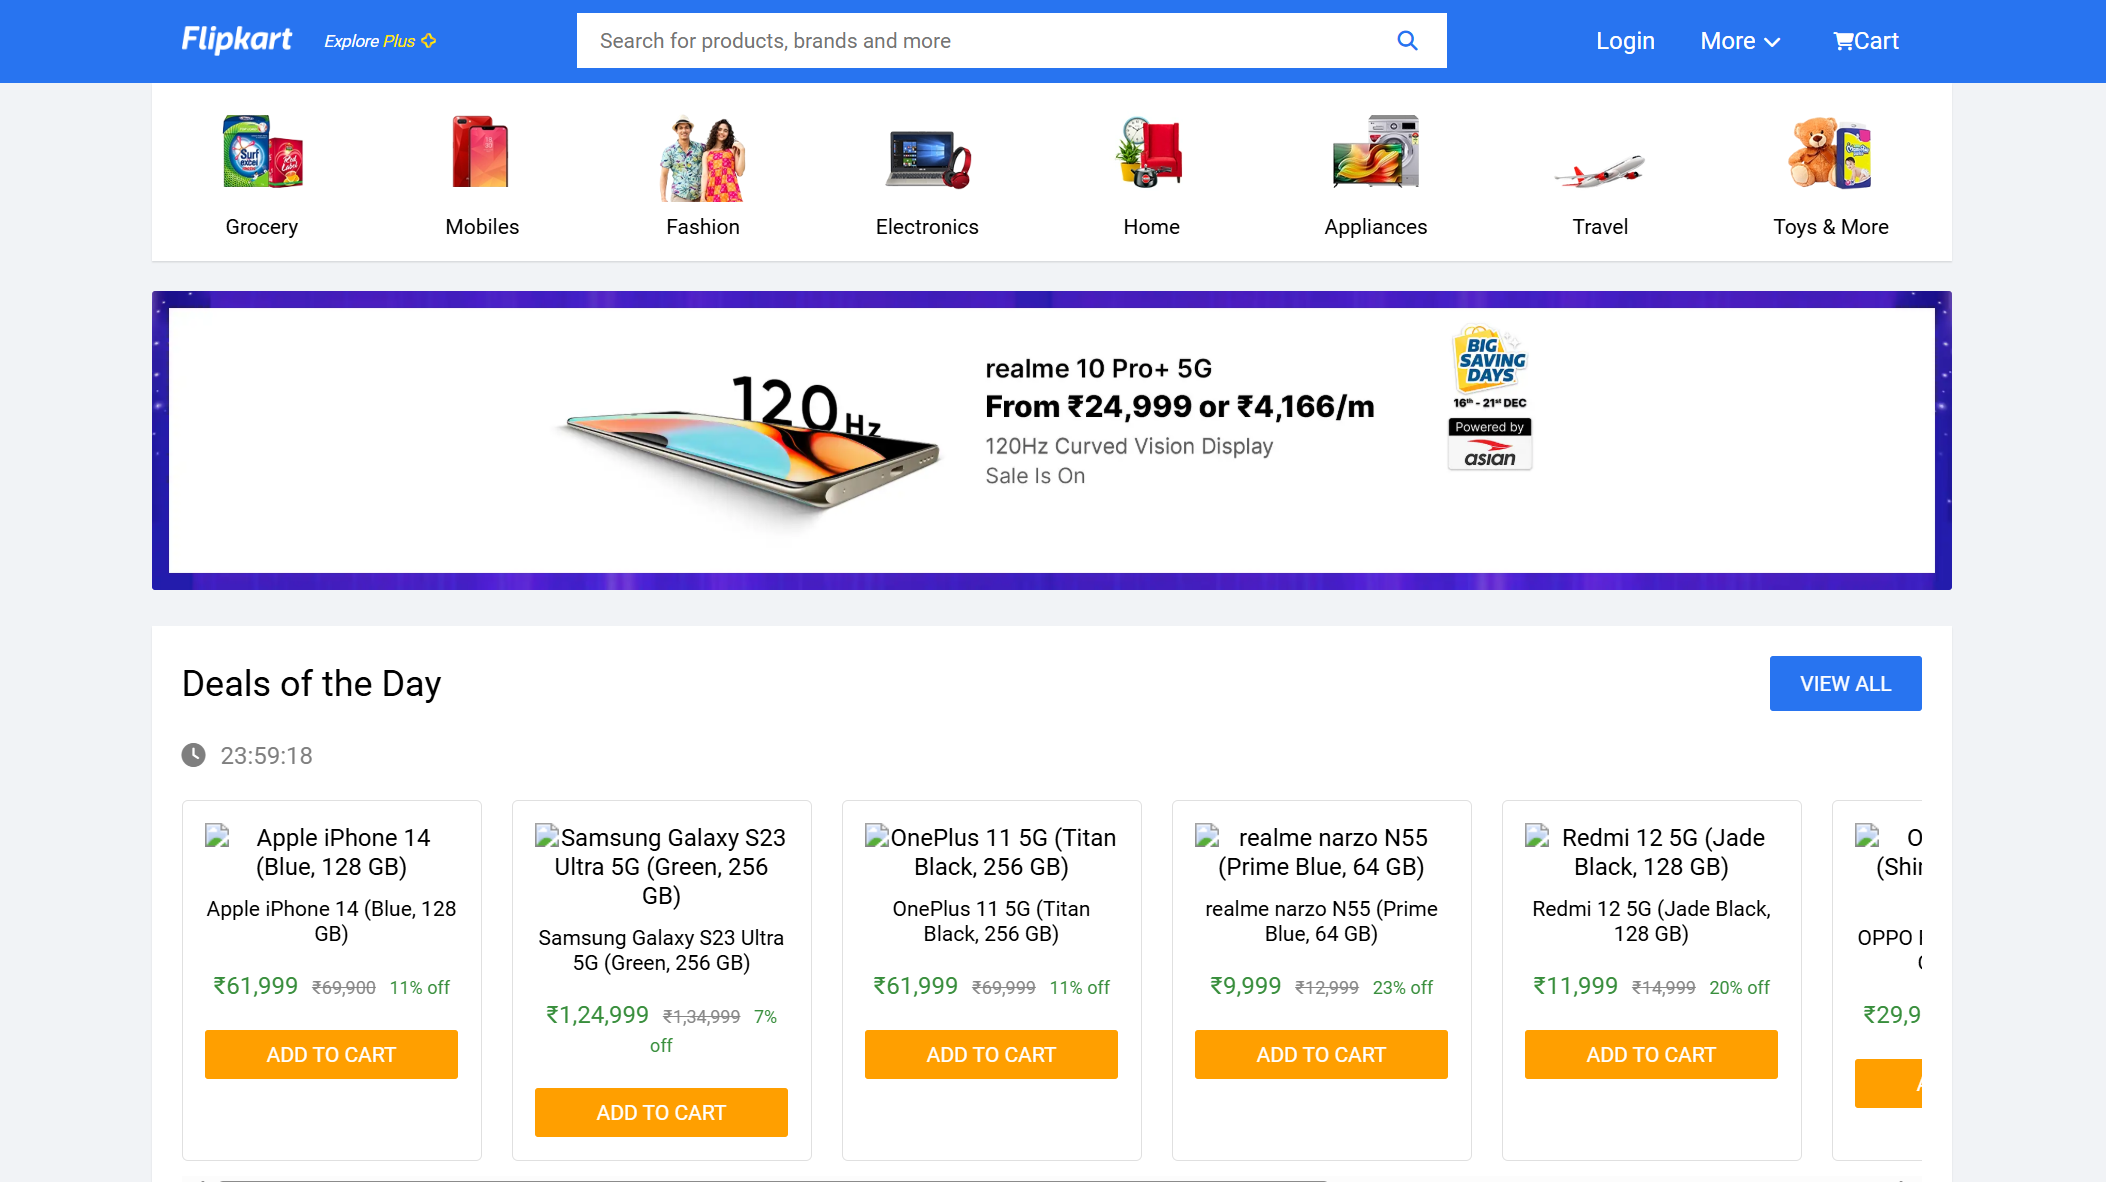 Flipkart
Explore Plus
Search for products, brands and more
Login
More
Cart
Surf excel
Red Label
Grocery
Mobiles
Fashion
Electronics
Home
Appliances
Travel
Toys & More
120 Hz
realme 10 Pro+ 5G
From ₹24,999 or ₹4,166/m
120Hz Curved Vision Display
Sale Is On
BIG
SAVING
DAYS
16th - 21st DEC
Powered by
asian
Deals of the Day
VIEW ALL
23:59:18
Apple iPhone 14
(Blue, 128 GB)
Apple iPhone 14 (Blue, 128
GB)
₹61,999 ₹69,900 11% off
ADD TO CART
Samsung Galaxy S23
Ultra 5G (Green, 256
GB)
Samsung Galaxy S23 Ultra
5G (Green, 256 GB)
₹1,24,999 ₹1,34,999 7%
off
ADD TO CART
OnePlus 11 5G (Titan
Black, 256 GB)
OnePlus 11 5G (Titan
Black, 256 GB)
₹61,999 ₹69,999 11% off
ADD TO CART
realme narzo N55
(Prime Blue, 64 GB)
realme narzo N55 (Prime
Blue, 64 GB)
₹9,999 ₹12,999 23% off
ADD TO CART
Redmi 12 5G (Jade
Black, 128 GB)
Redmi 12 5G (Jade Black,
128 GB)
₹11,999 ₹14,999 20% off
ADD TO CART
OPPO
₹29,9